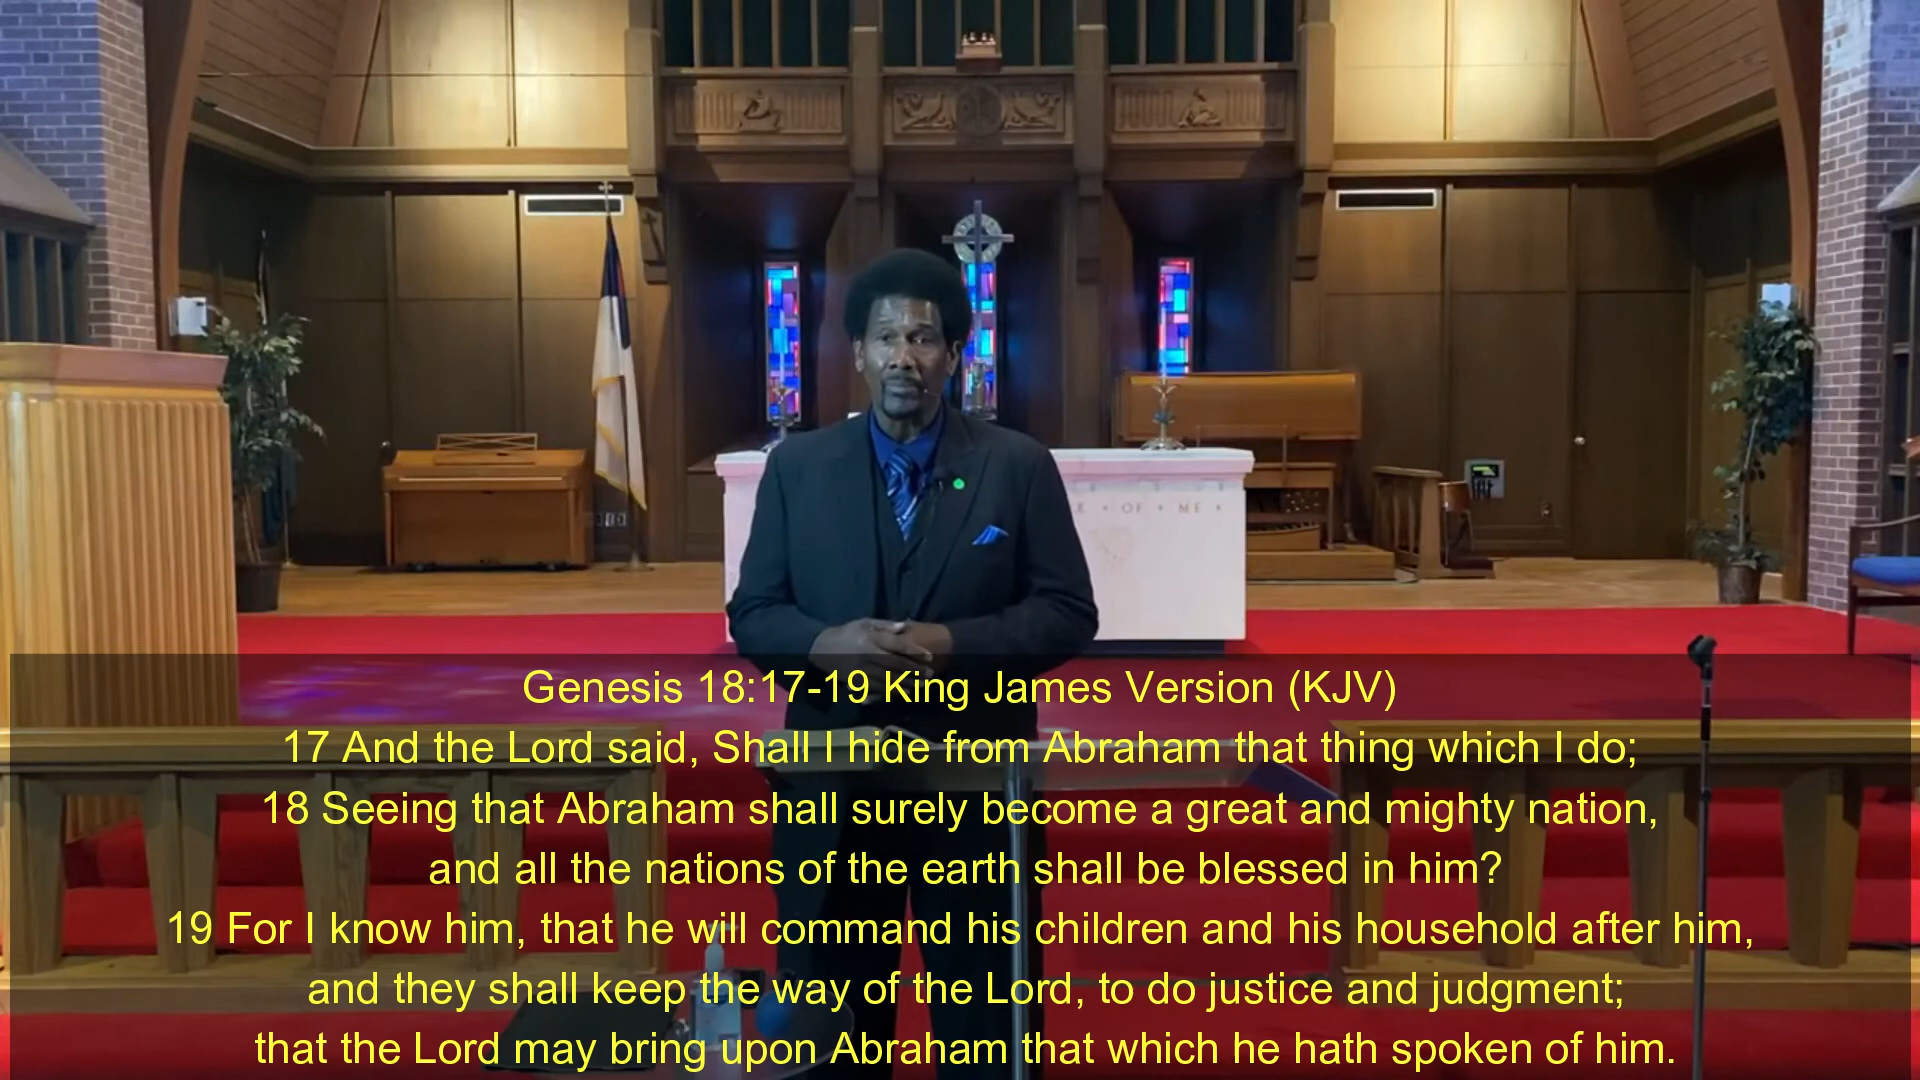 OF • ME •
Genesis 18:17-19 King James Version (KJV)
17 And the Lord said, Shall I hide from Abraham that thing which I do;
18 Seeing that Abraham shall surely become a great and mighty nation,
and all the nations of the earth shall be blessed in him?
19 For I know him, that he will command his children and his household after him,
and they shall keep the way of the Lord, to do justice and judgment;
that the Lord may bring upon Abraham that which he hath spoken of him.